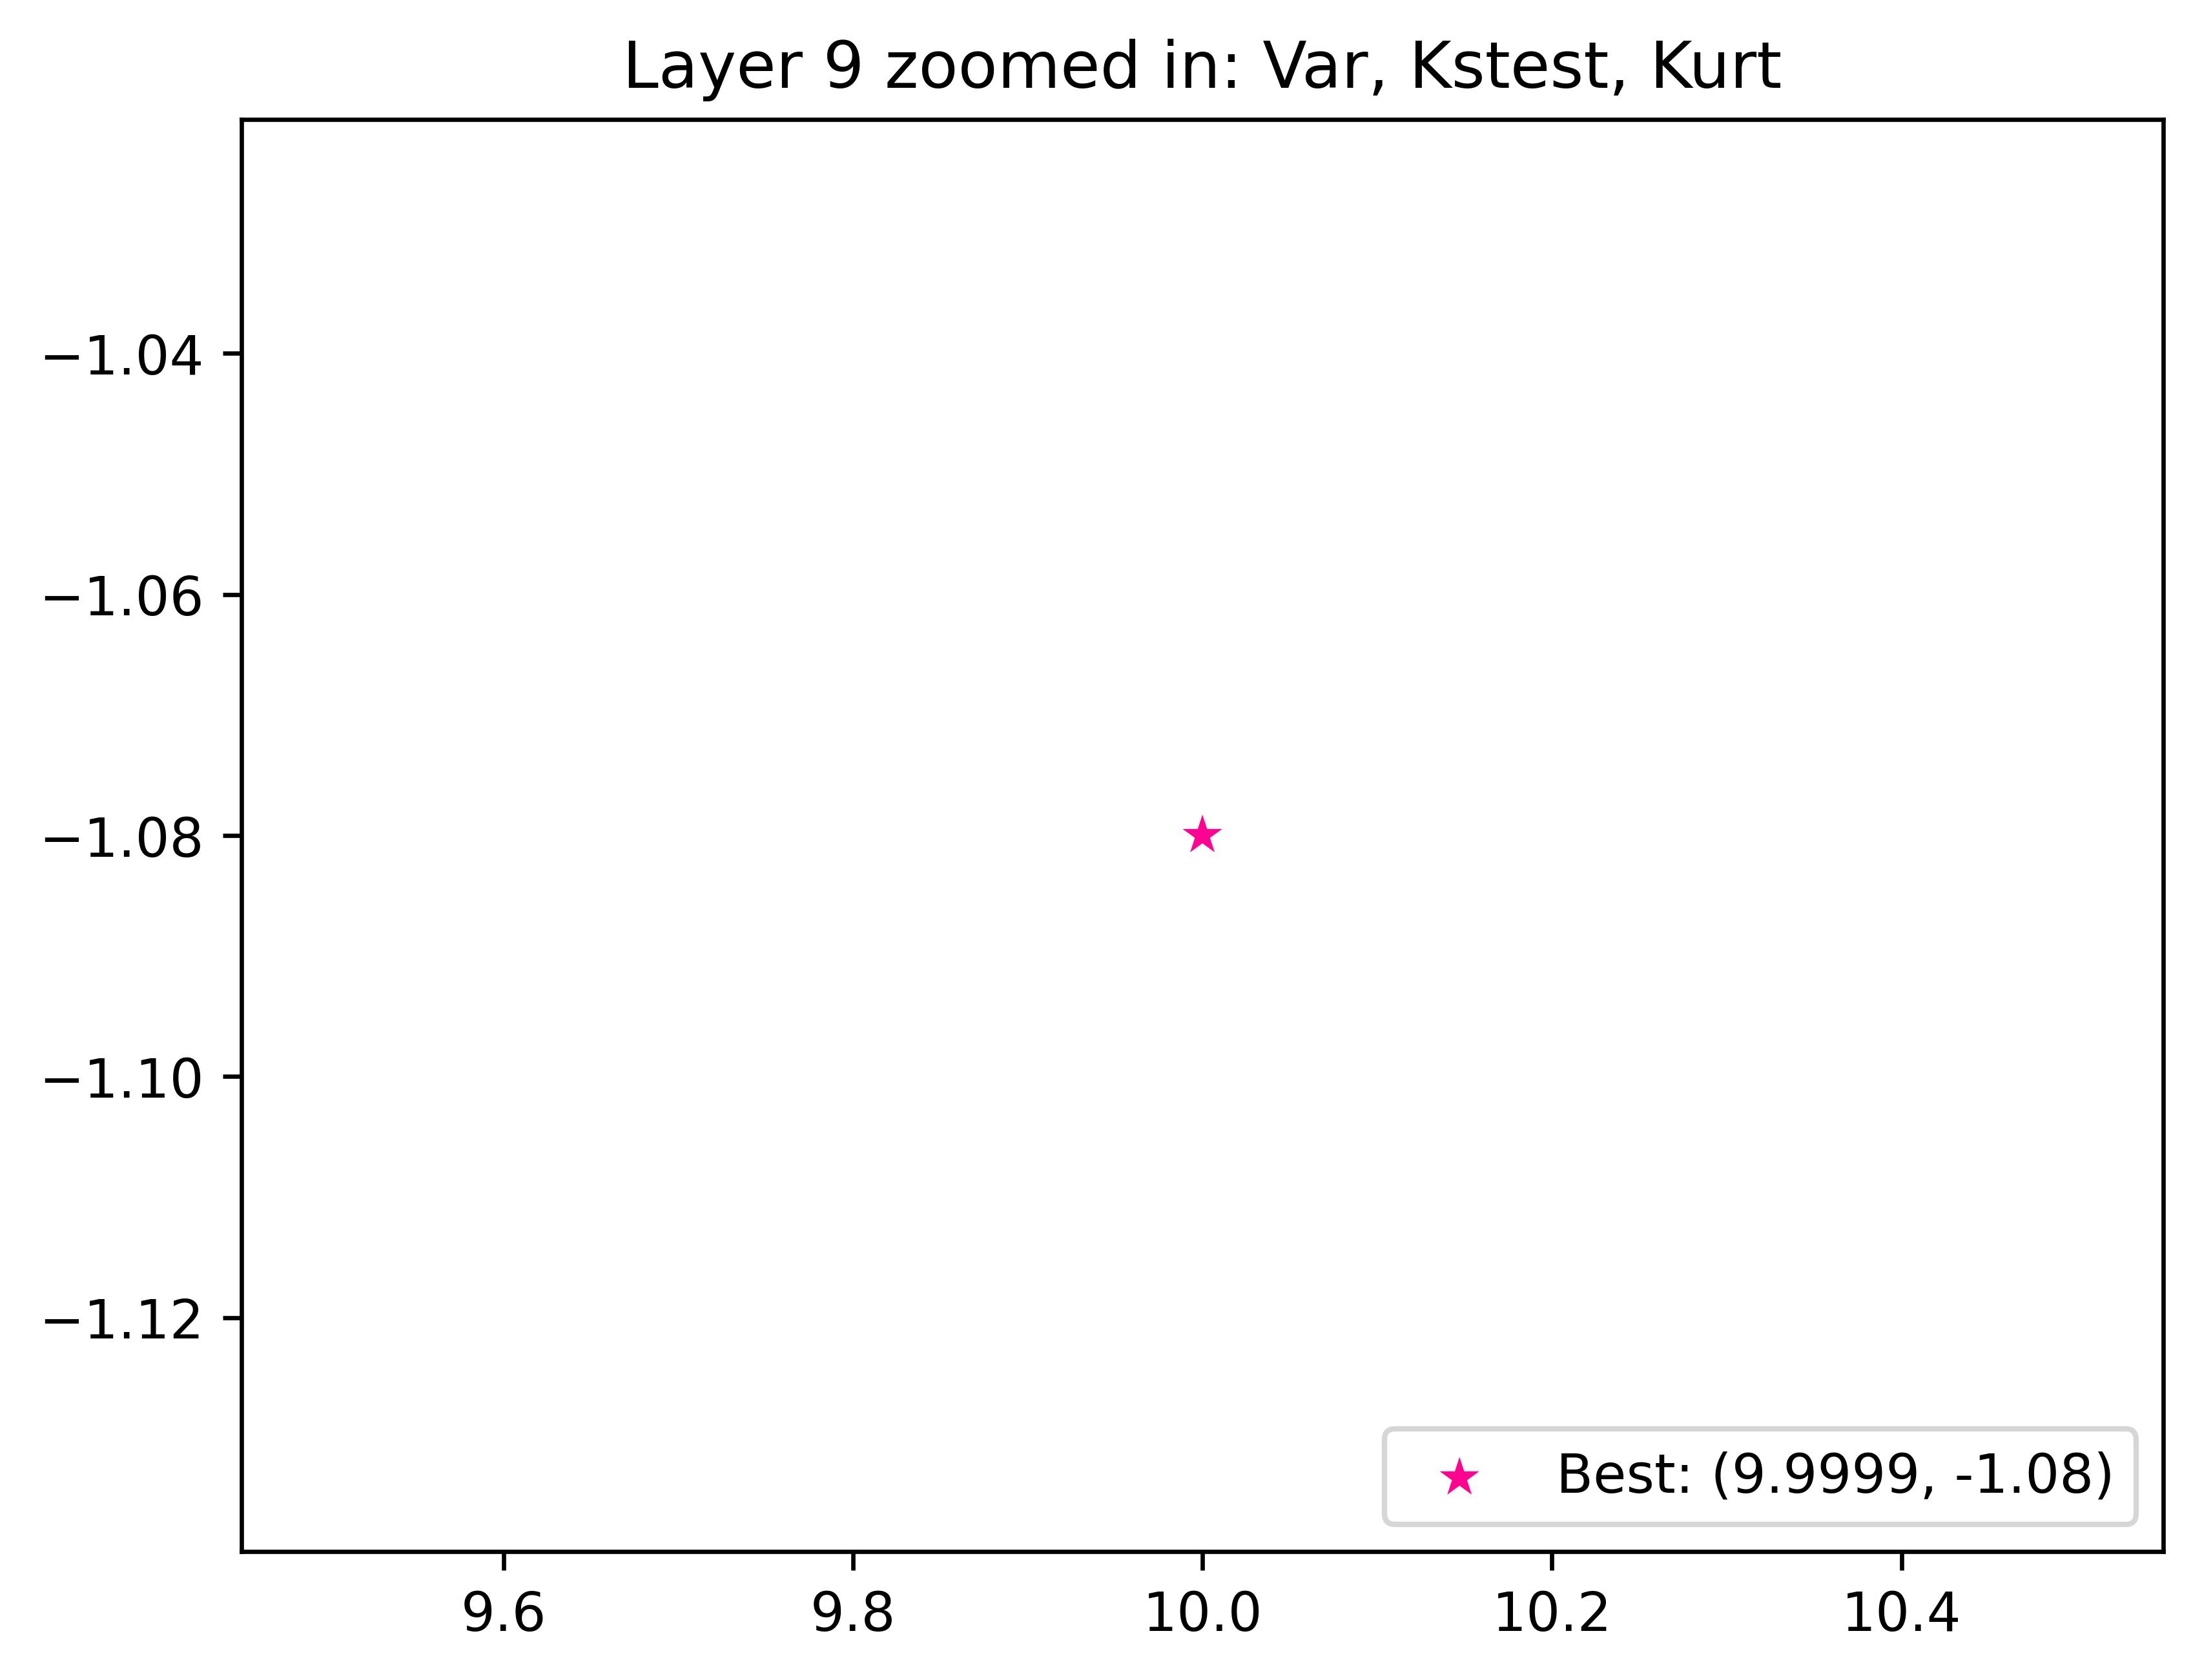 Layer 9 zoomed in: Var, Kstest, Kurt
−1.04
−1.06
−1.08
−1.10
−1.12
Best: (9.9999, -1.08)
9.6 9.8 10.0 10.2 10.4